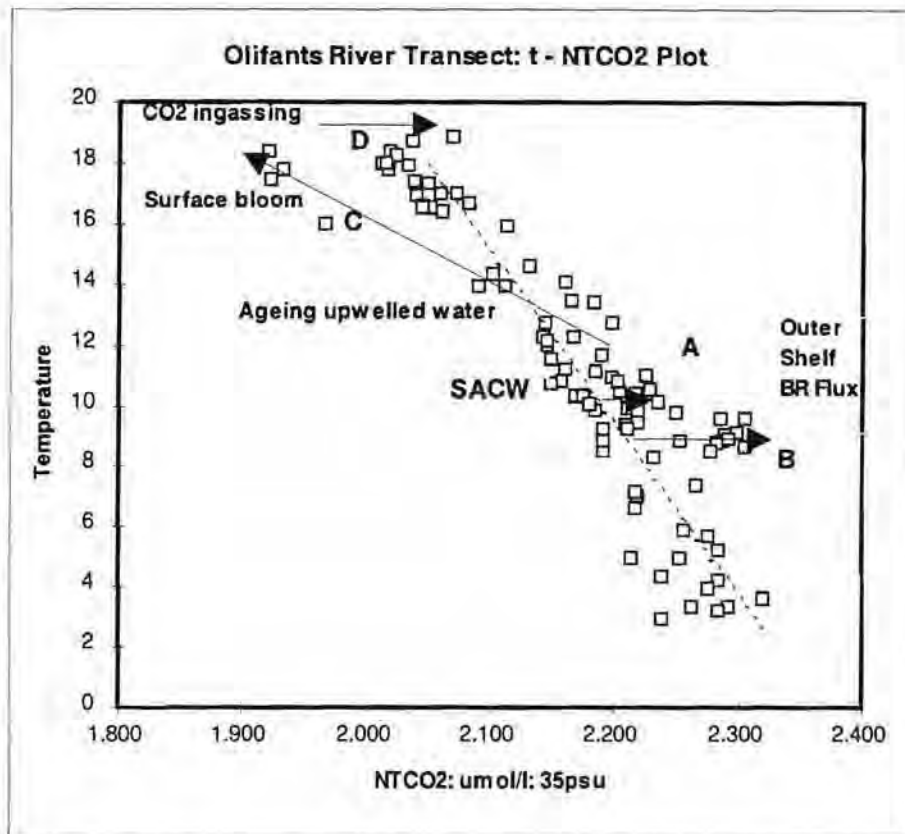 Olifants River Transect: t - NTCO2 Plot
20
18
16
14
12
10
8
6
4
2
0
Temperature
CO2 ingassing
D
Surface bloom
C
Ageing upwelled water
A
Outer
Shelf
BR Flux
SACW
B
1.800
1.900
2.000
2.100
2.200
2.300
2.400
NTCO2: umol/l: 35psu